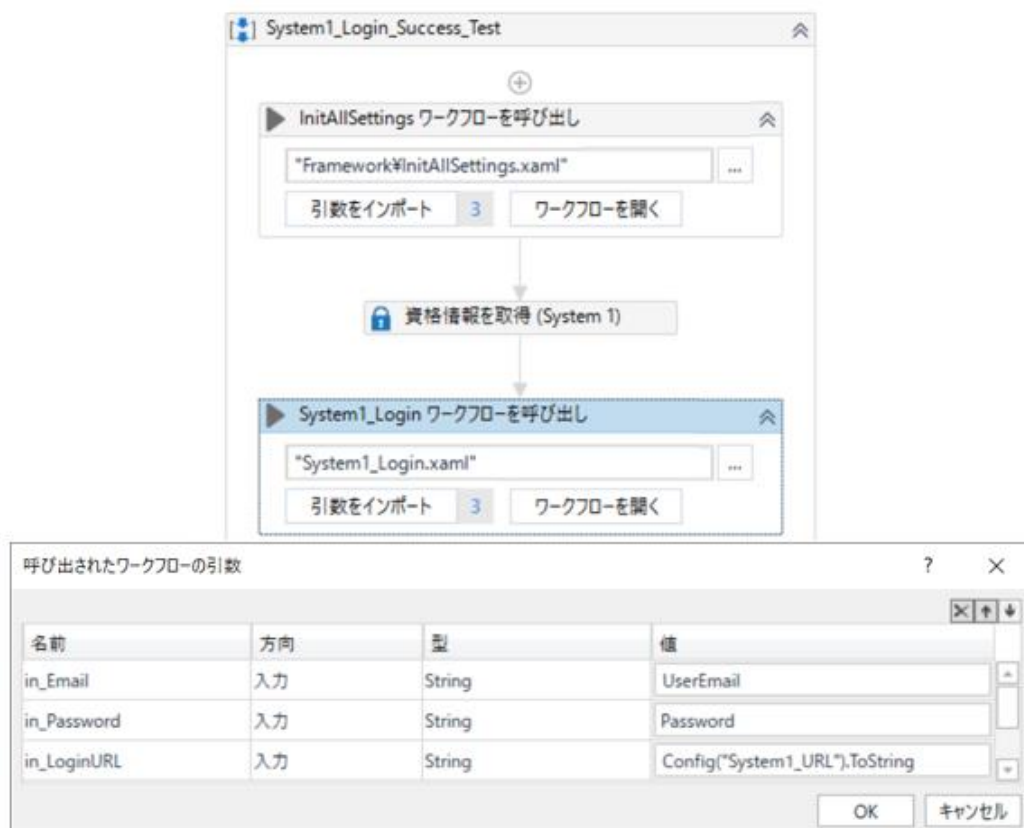 System1_Login_Success_Test
InitAllSettings ワークフローを呼び出し
"Framework¥InitAllSettings.xaml"
...
引数をインポート 3 ワークフローを開く
資格情報を取得 (System 1)
System1_Login ワークフローを呼び出し
"System1_Login.xaml"
...
引数をインポート 3 ワークフローを開く
呼び出されたワークフローの引数 ?
名前 方向 型 値
in_Email 入力 String UserEmail
in_Password 入力 String Password
in_LoginURL 入力 String Config("System1_URL").ToString
OK キャンセル